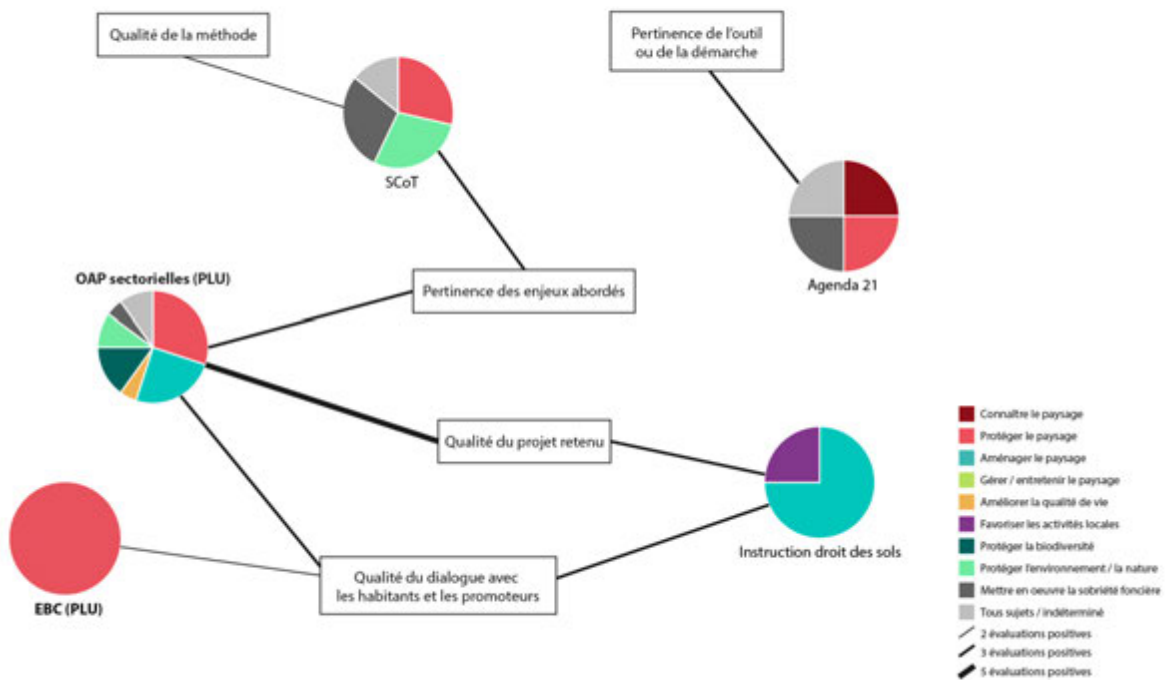 Qualité de la méthode
Pertinence de l'outil
ou de la démarche
SCoT
Agenda 21
OAP sectorielles (PLU)
Pertinence des enjeux abordés
Qualité du projet retenu
Instruction droit des sols
EBC (PLU)
Qualité du dialogue avec
les habitants et les promoteurs
Connaître le paysage
Protéger le paysage
Aménager le paysage
Gérer / entretenir le paysage
Améliorer la qualité de vie
Favoriser les activités locales
Protéger la biodiversité
Protéger l'environnement / la nature
Mettre en oeuvre la sobriété foncière
Tous sujets / indéterminé
2 évaluations positives
3 évaluations positives
5 évaluations positives